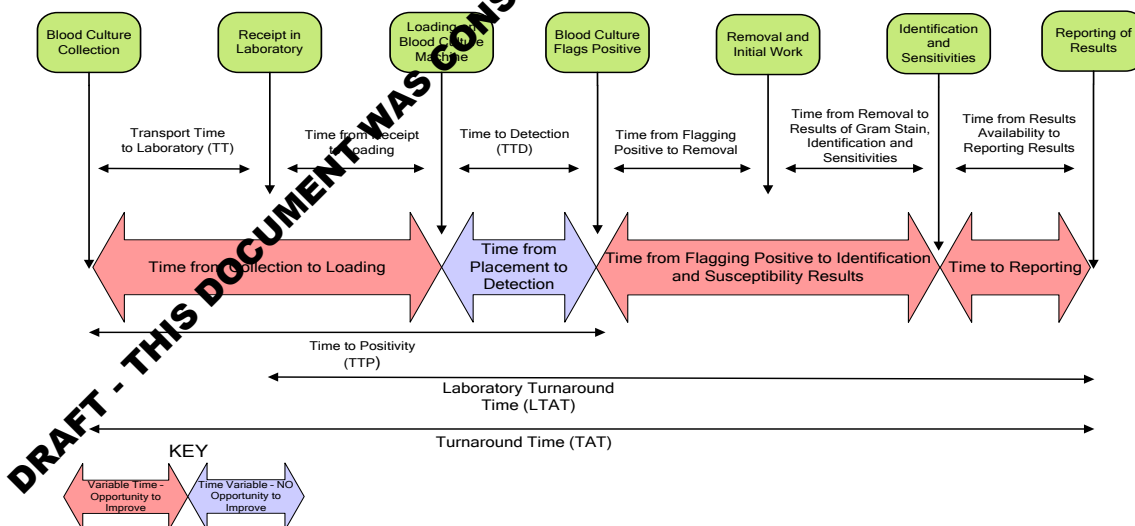 Blood Culture
Collection
Receipt in
Laboratory
Loading on
Blood Culture
Machine
Blood Culture
Flags Positive
Removal and
Initial Work
Identification
and
Sensitivities
Reporting of
Results
Transport Time
to Laboratory (TT)
Time from Receipt
to Loading
Time to Detection
(TTD)
Time from Flagging
Positive to Removal
Time from Removal to
Results of Gram Stain,
Identification and
Sensitivities
Time from Results
Availability to
Reporting Results
Time from Collection to Loading
Time from
Placement to
Detection
Time from Flagging Positive to Identification
and Susceptibility Results
Time to Reporting
Time to Positivity
(TTP)
Laboratory Turnaround
Time (LTAT)
Turnaround Time (TAT)
KEY
Variable Time -
Opportunity to
Improve
Time Variable - NO
Opportunity to
Improve
DRAFT - THIS DOCUMENT WAS CONS